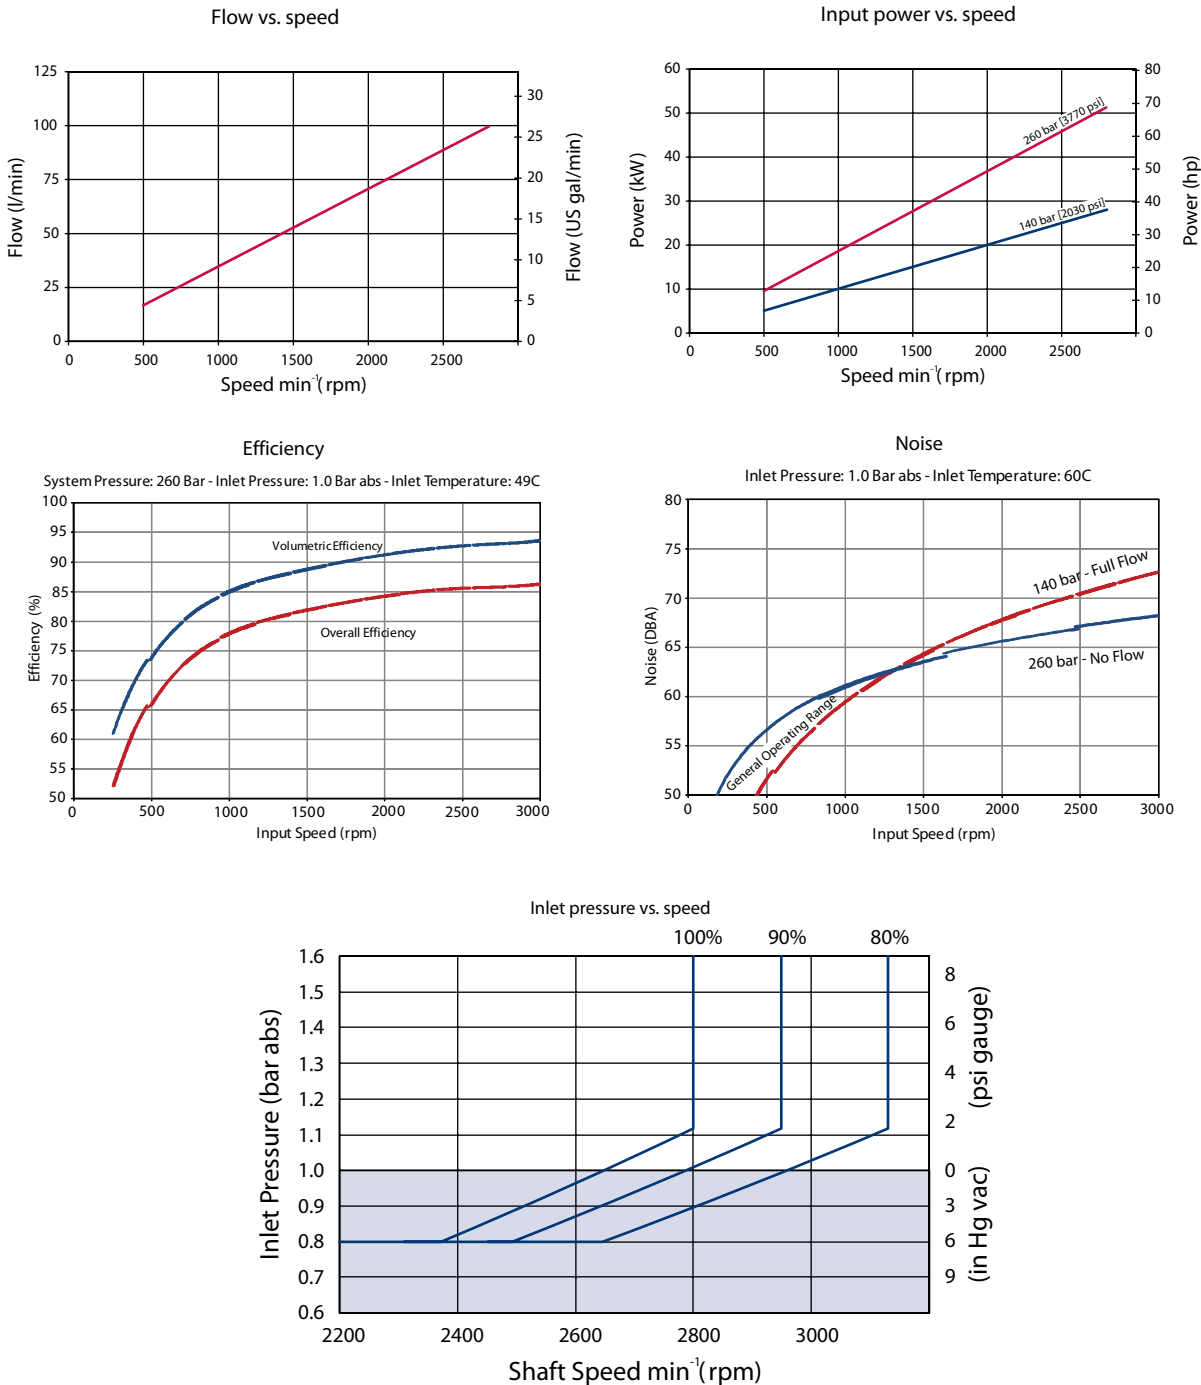 Flow vs. speed
125
100
75
50
25
0
Flow (l/min)
30
25
20
15
10
5
0
Flow (US gal/min)
0 500 1000 1500 2000 2500
Speed min⁻¹( rpm)
Input power vs. speed
60
50
40
30
20
10
0
Power (kW)
260 bar [3770 psi]
140 bar [2030 psi]
80
70
60
50
40
30
20
10
0
Power (hp)
0 500 1000 1500 2000 2500
Speed min⁻¹( rpm)
Efficiency
System Pressure: 260 Bar - Inlet Pressure: 1.0 Bar abs - Inlet Temperature: 49C
100
95
90
85
80
75
70
65
60
55
50
Efficiency (%)
Volumetric Efficiency
Overall Efficiency
0 500 1000 1500 2000 2500 3000
Input Speed (rpm)
Noise
Inlet Pressure: 1.0 Bar abs - Inlet Temperature: 60C
80
75
70
65
60
55
50
Noise (DBA)
140 bar - Full Flow
260 bar - No Flow
General Operating Range
0 500 1000 1500 2000 2500 3000
Input Speed (rpm)
Inlet pressure vs. speed
100% 90% 80%
1.6
1.5
1.4
1.3
1.2
1.1
1.0
0.9
0.8
0.7
0.6
Inlet Pressure (bar abs)
8
6
4
2
0
3
6
9
(psi gauge)
(in Hg vac)
2200 2400 2600 2800 3000
Shaft Speed min⁻¹( rpm)